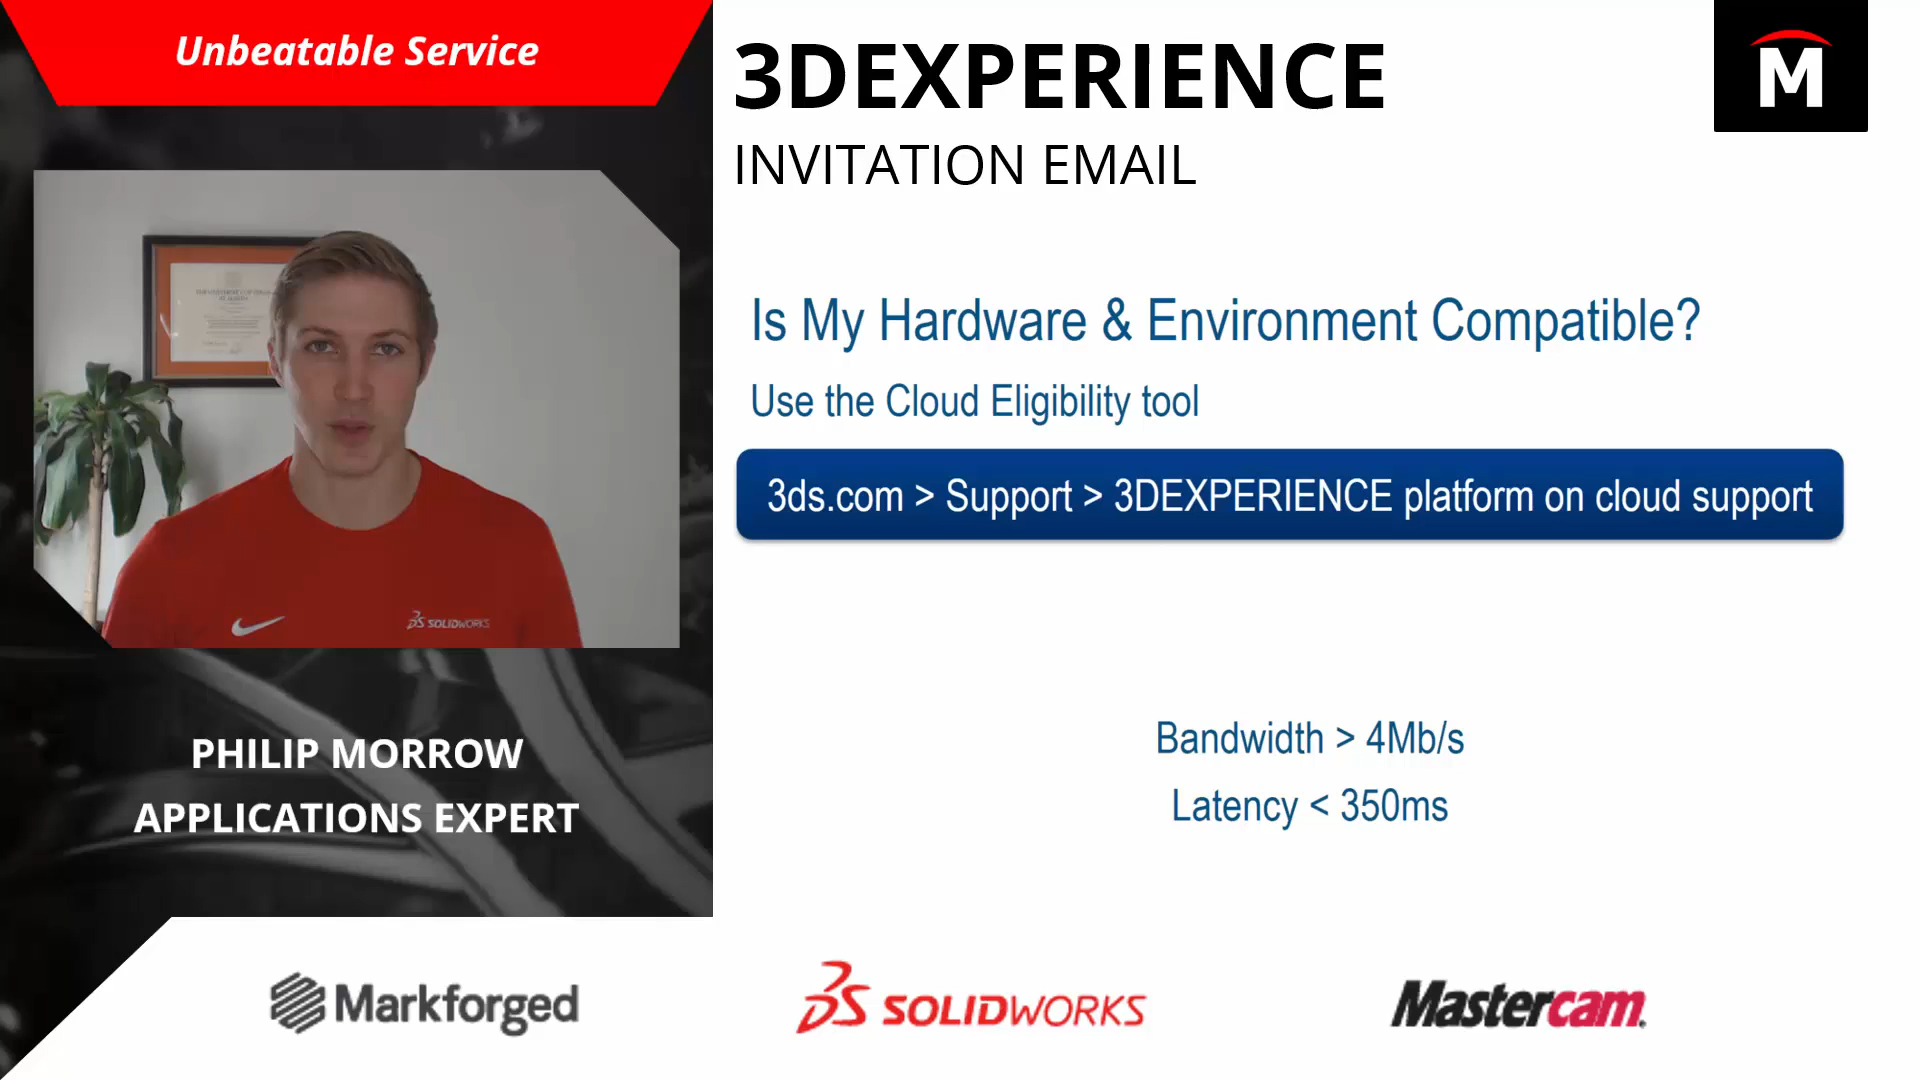 Unbeatable Service
3DEXPERIENCE
INVITATION EMAIL
M
Is My Hardware & Environment Compatible?
Use the Cloud Eligibility tool
3ds.com > Support > 3DEXPERIENCE platform on cloud support
SOLIDWORKS
Bandwidth > 4Mb/s
Latency < 350ms
PHILIP MORROW
APPLICATIONS EXPERT
Markforged
SOLIDWORKS
Mastercam